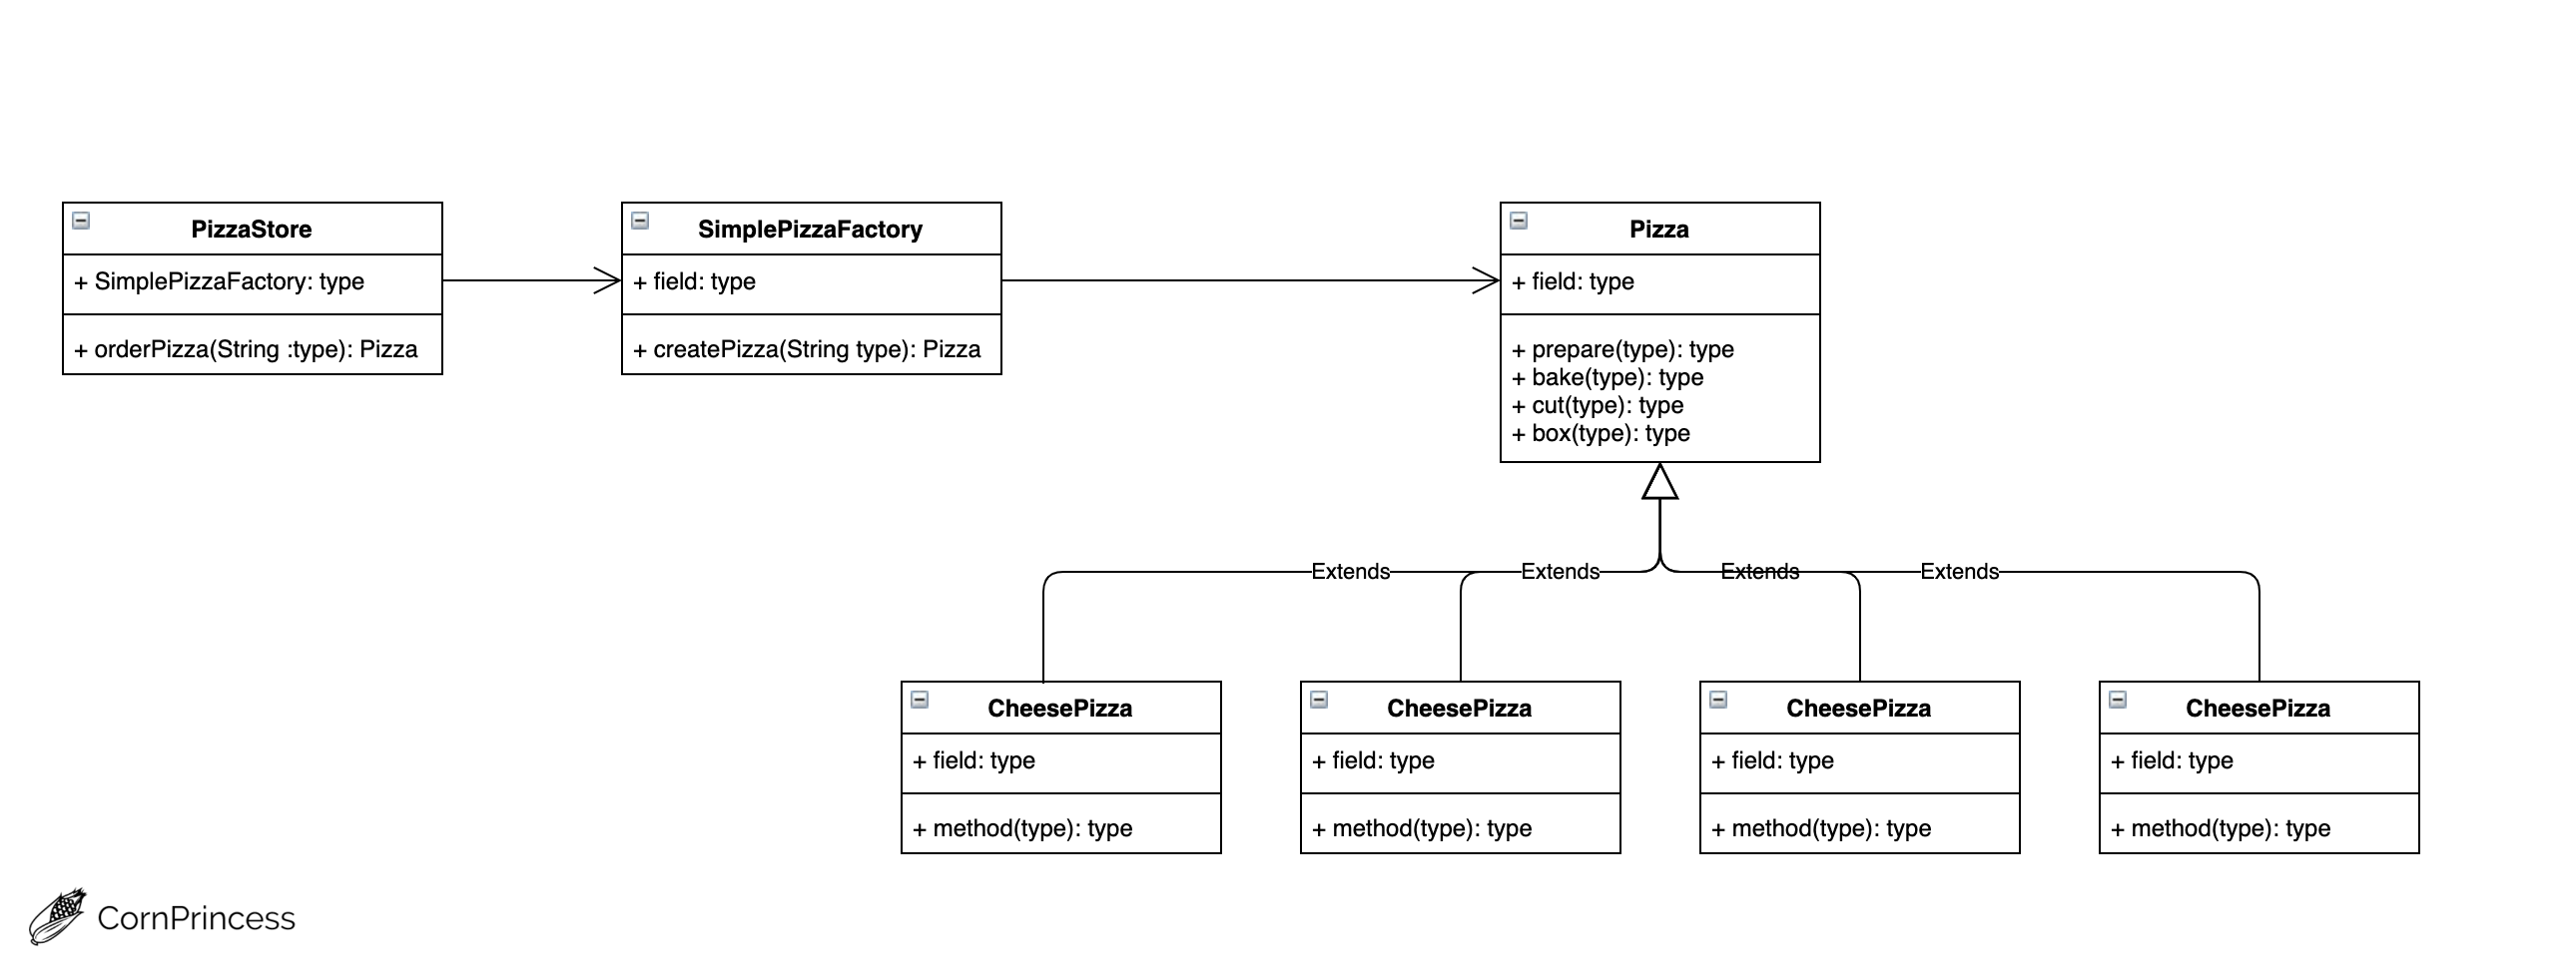 PizzaStore
+ SimplePizzaFactory: type
+ orderPizza(String :type): Pizza
SimplePizzaFactory
+ field: type
+ createPizza(String type): Pizza
Pizza
+ field: type
+ prepare(type): type
+ bake(type): type
+ cut(type): type
+ box(type): type
Extends
Extends
Extends
Extends
CheesePizza
+ field: type
+ method(type): type
CheesePizza
+ field: type
+ method(type): type
CheesePizza
+ field: type
+ method(type): type
CheesePizza
+ field: type
+ method(type): type
CornPrincess